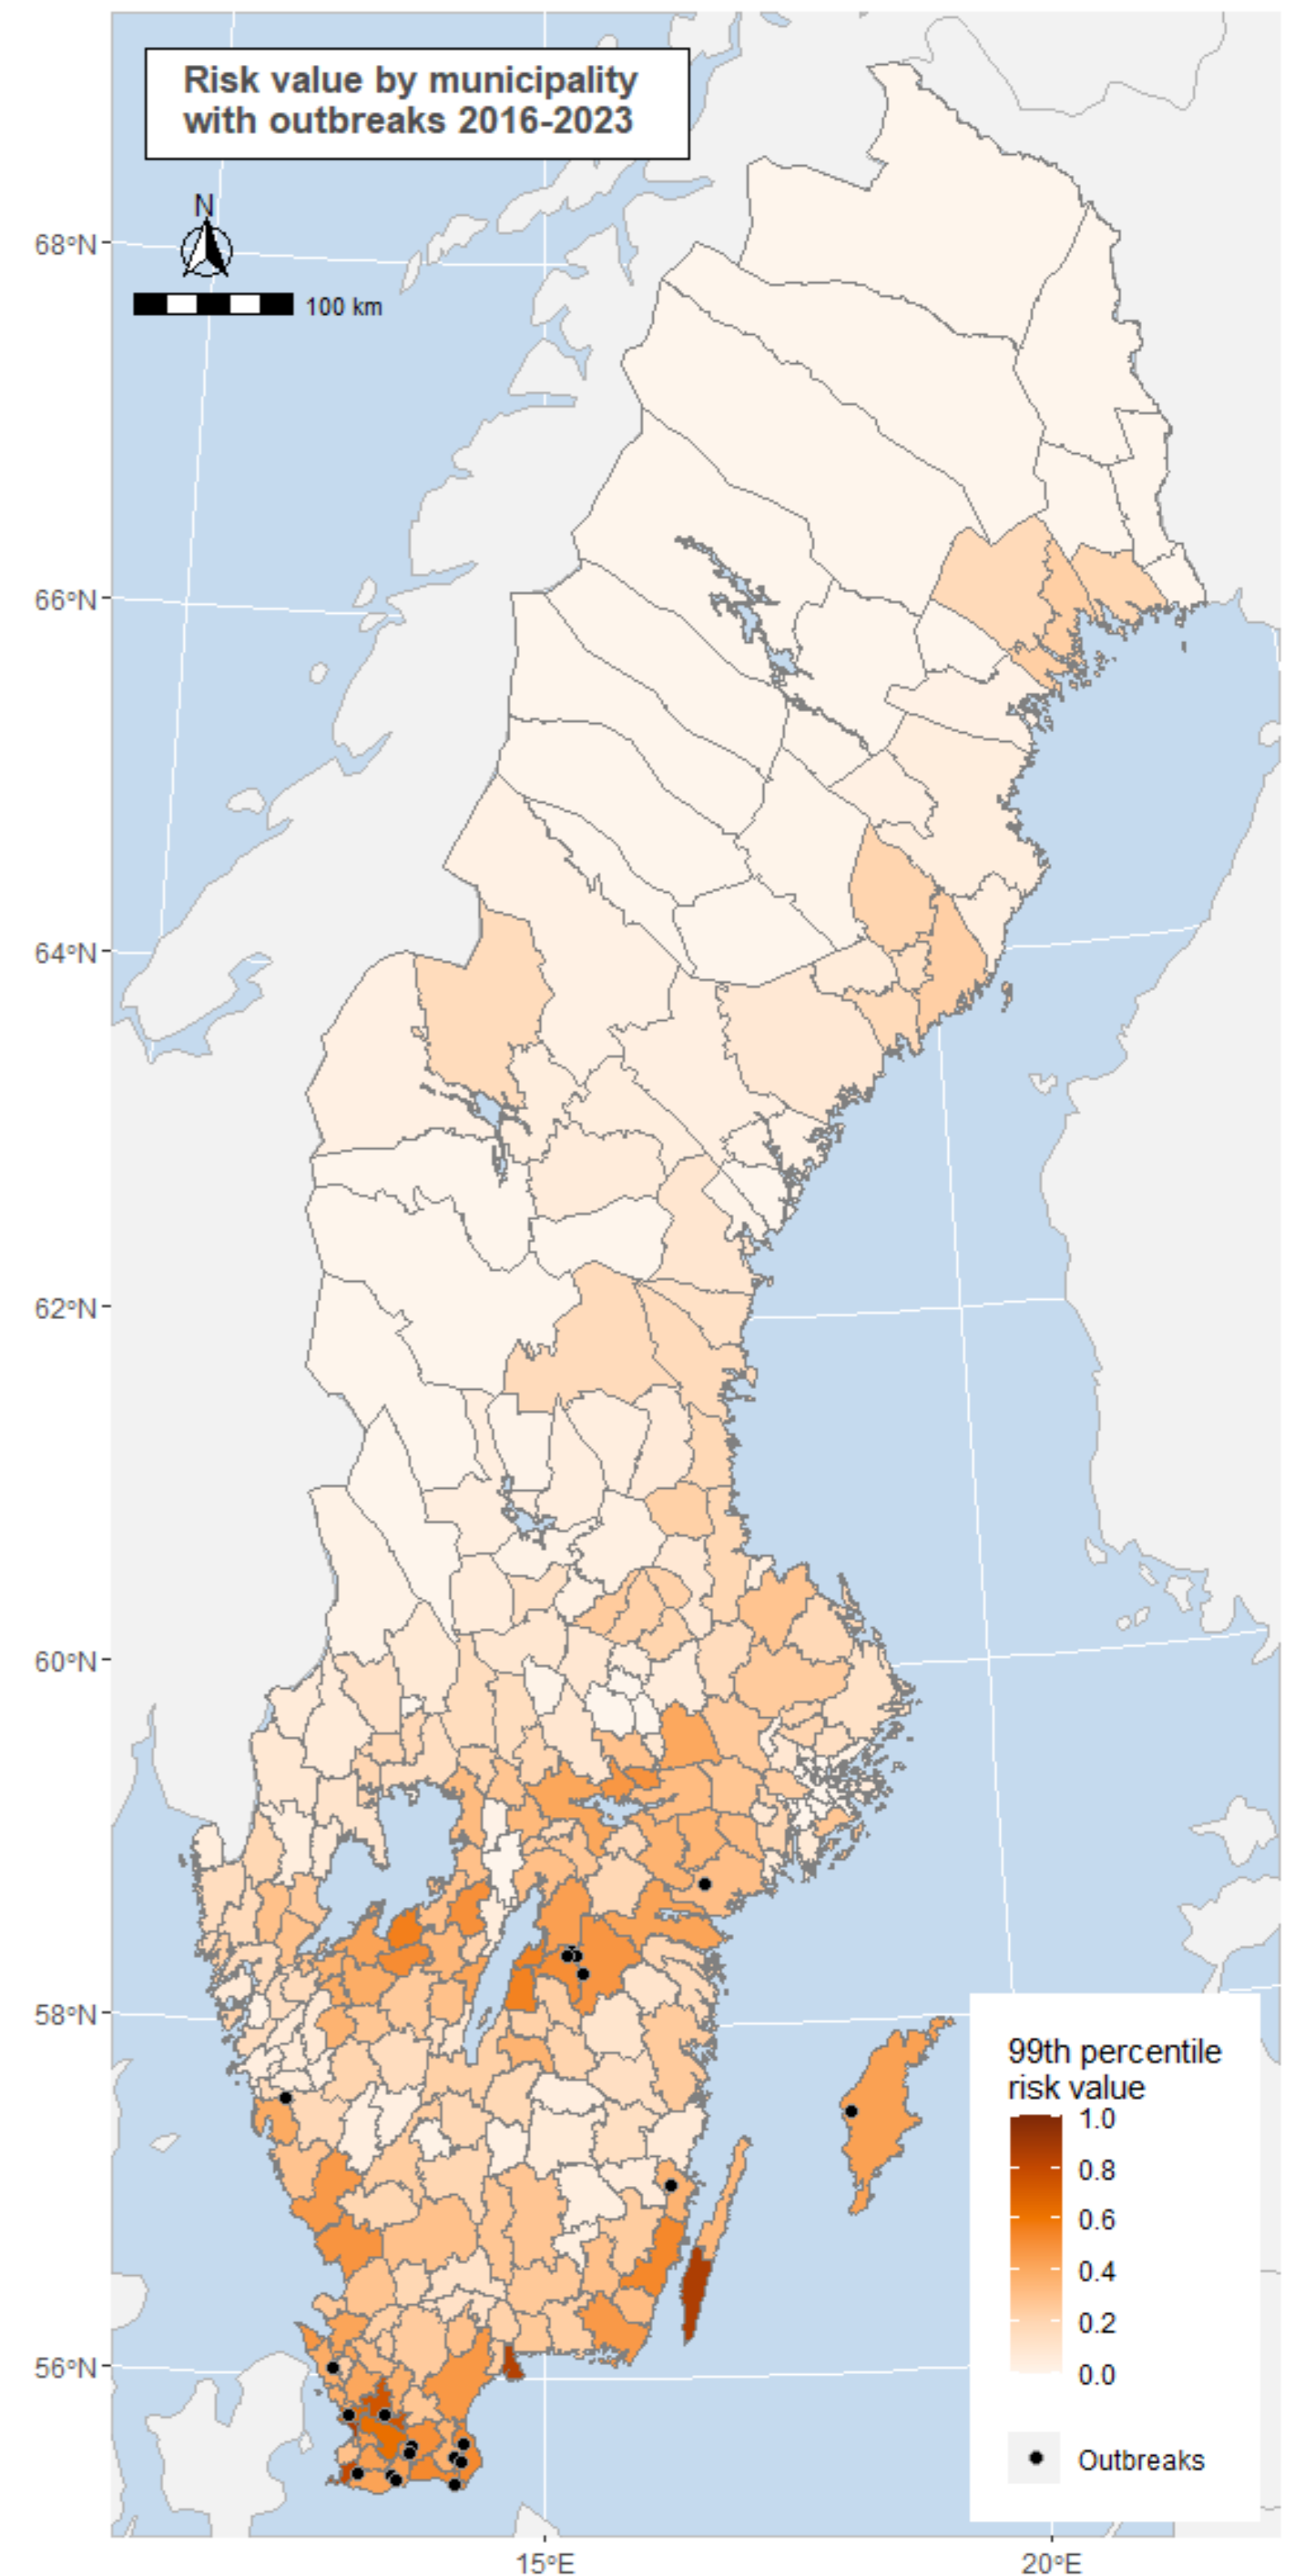 Risk value by municipality
with outbreaks 2016-2023
N
100 km
68°N
66°N
64°N
62°N
60°N
58°N
56°N
99th percentile
risk value
1.0
0.8
0.6
0.4
0.2
0.0
Outbreaks
15°E
20°E